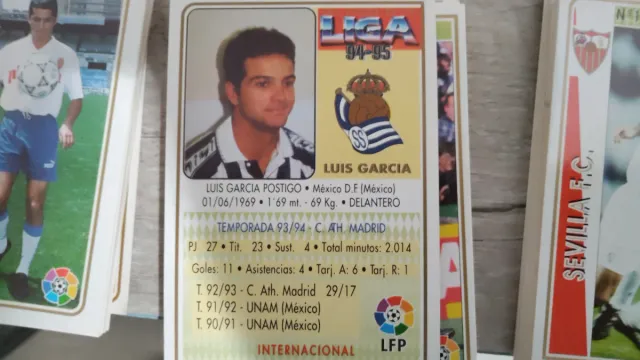 LIGA
94-95
LUIS GARCIA
LUIS GARCIA POSTIGO • México D.F (México)
01/06/1969 • 1´69 mt. - 69 Kg. • DELANTERO
TEMPORADA 93/94 - C. ATH. MADRID
PJ 27 • Tit. 23 • Sust. 4 • Total minutos: 2.014
Goles: 11 • Asistencias: 4 • Tarj. A: 6 • Tarj. R: 1
T. 92/93 - C. Ath. Madrid 29/17
T. 91/92 - UNAM (México)
T. 90/91 - UNAM (México)
LFP
INTERNACIONAL
SEVILLA F.C.